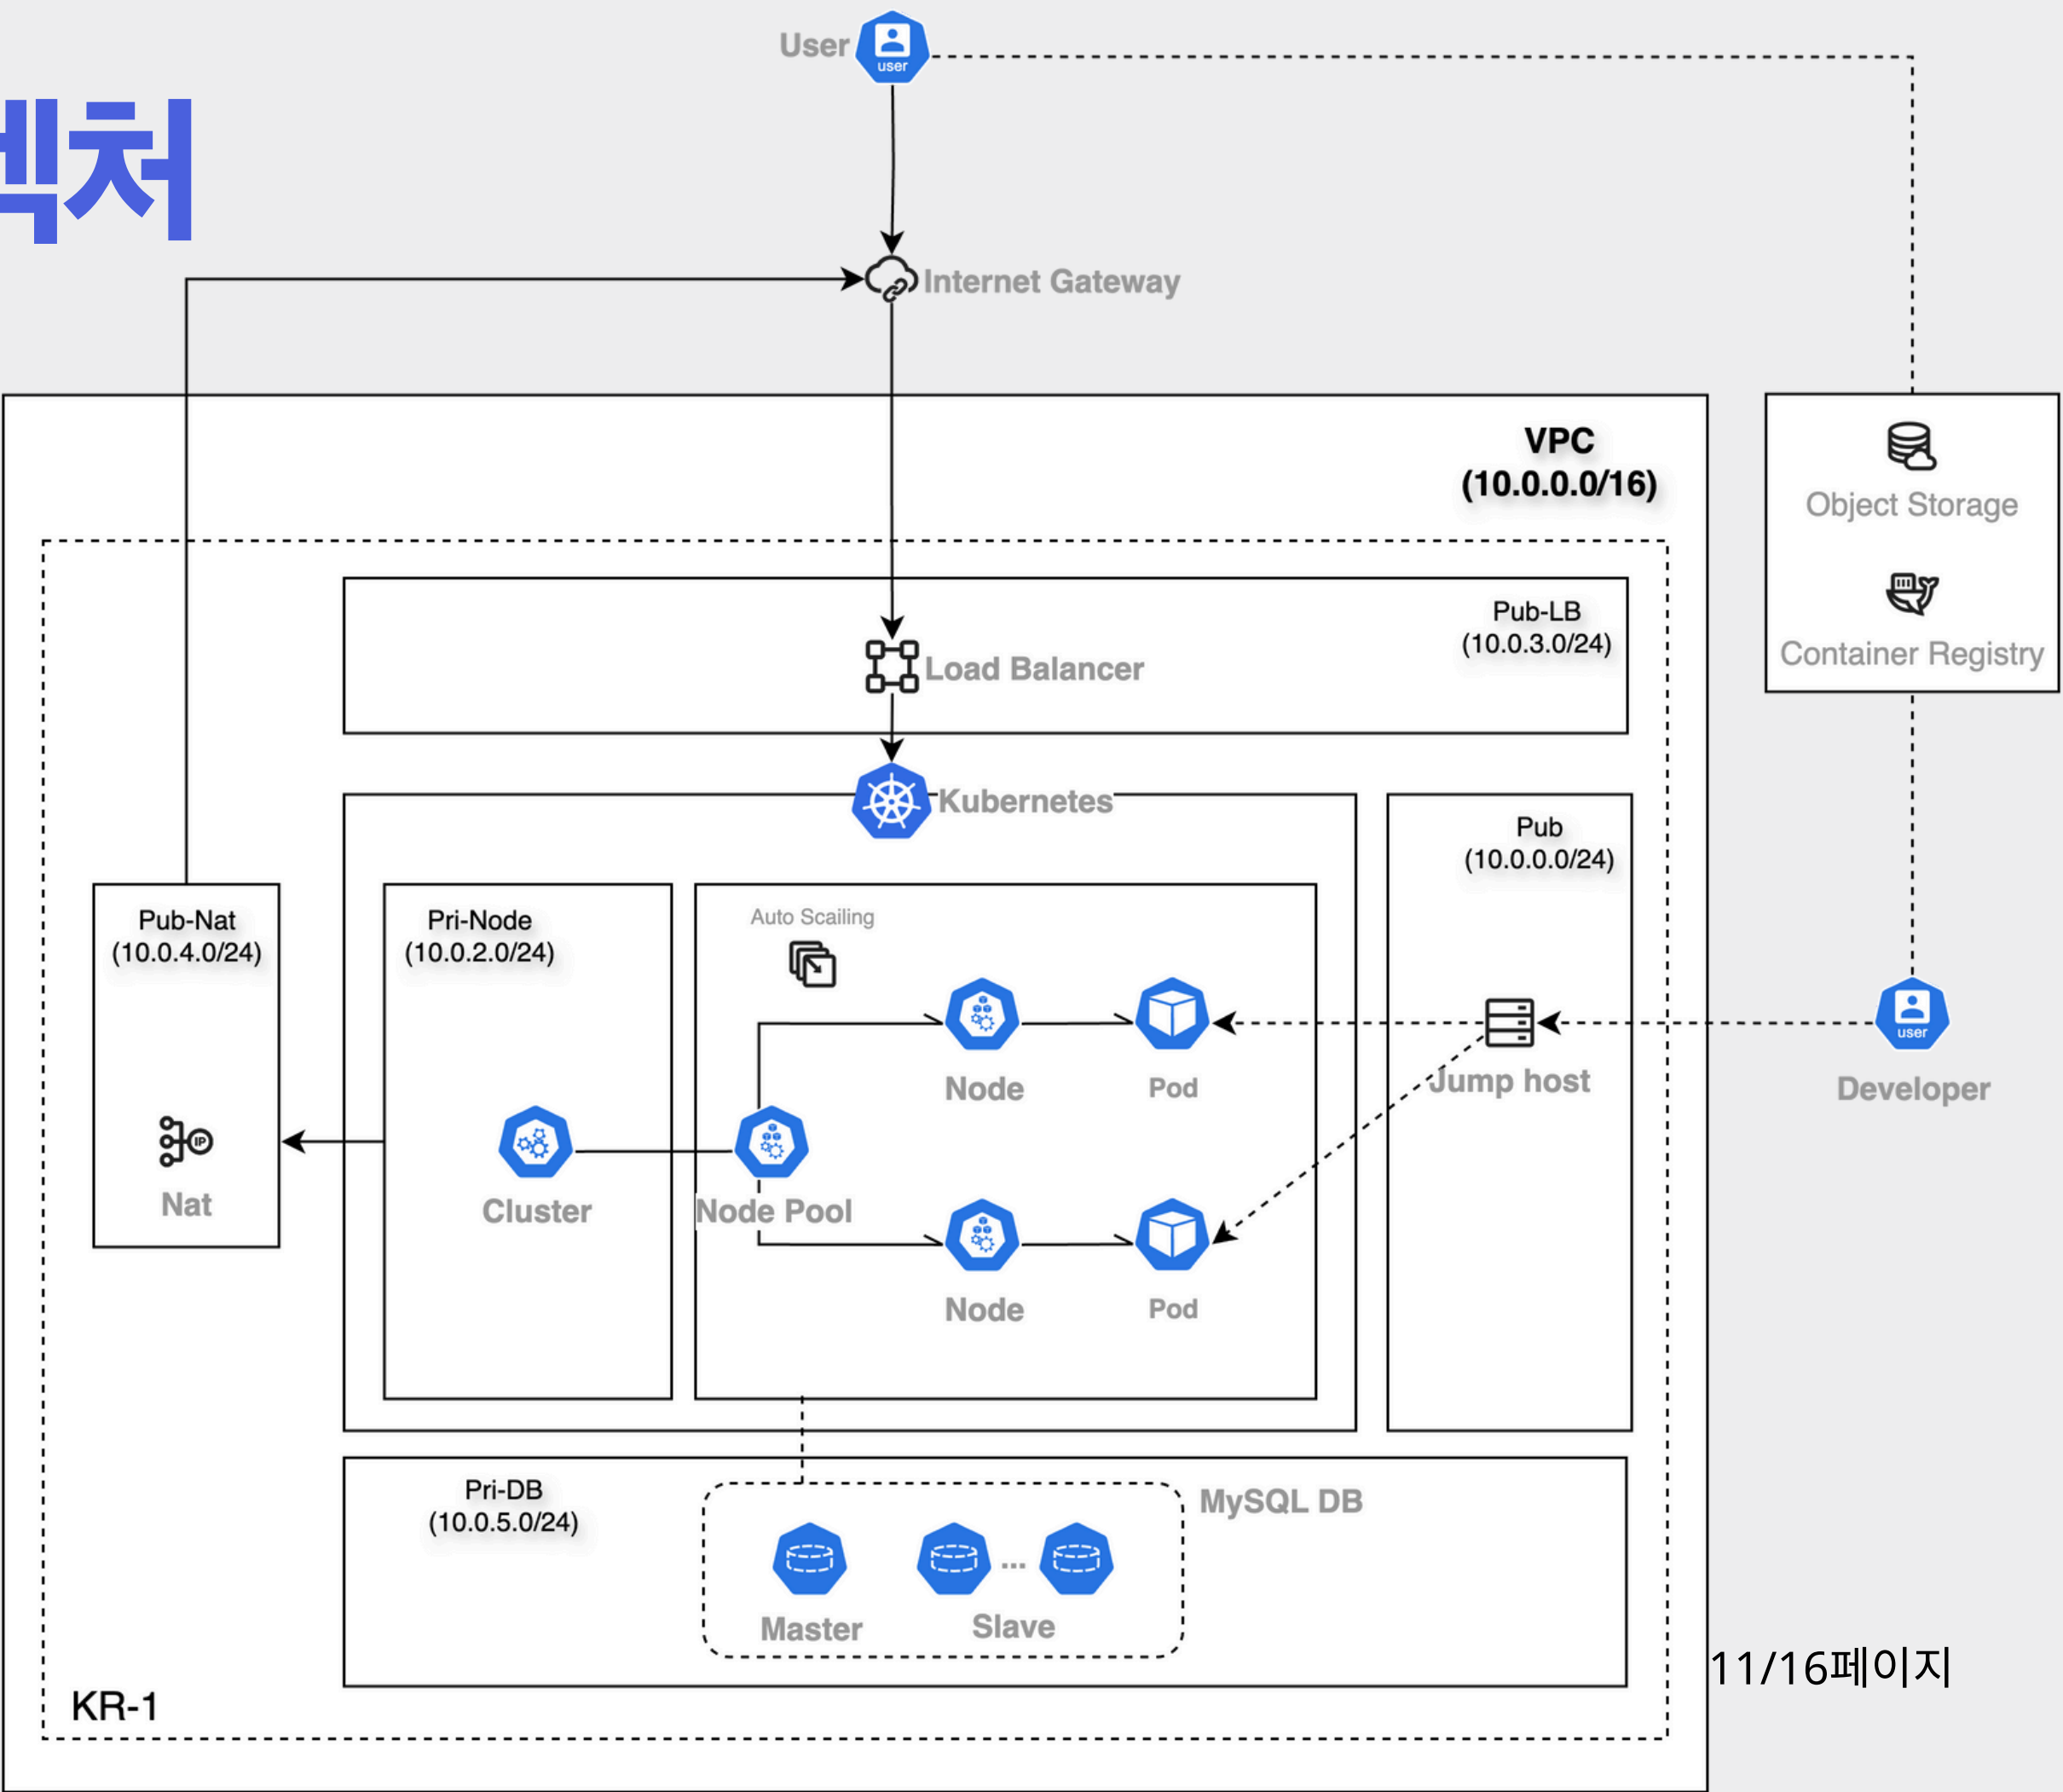 User
user
텍처
Internet Gateway
VPC
(10.0.0.0/16)
Object Storage
Container Registry
Pub-LB
(10.0.3.0/24)
Load Balancer
Kubernetes
Pub
(10.0.0.0/24)
Pub-Nat
(10.0.4.0/24)
Pri-Node
(10.0.2.0/24)
Auto Scailing
Node
Pod
Jump host
user
Developer
IP
Nat
Cluster
Node Pool
Node
Pod
Pri-DB
(10.0.5.0/24)
MySQL DB
...
Master
Slave
KR-1
11/16페이지